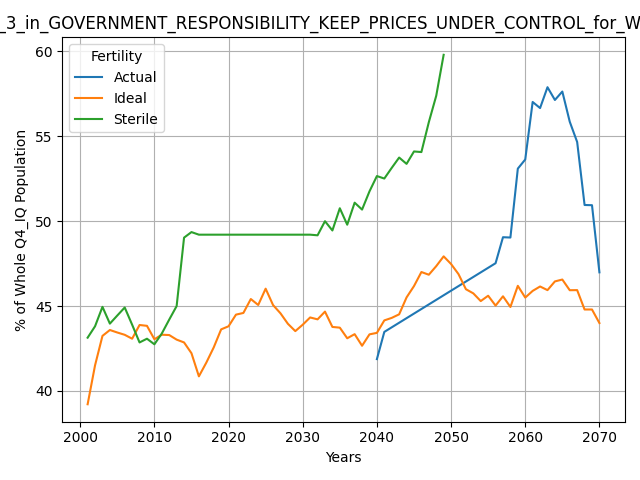 _3_in_GOVERNMENT_RESPONSIBILITY_KEEP_PRICES_UNDER_CONTROL_for_W
Fertility
Actual
Ideal
Sterile
% of Whole Q4_IQ Population
60
55
50
45
40
2000 2010 2020 2030 2040 2050 2060 2070
Years